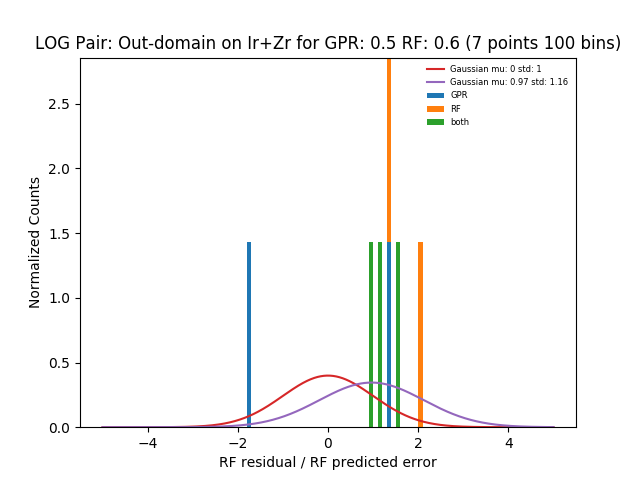 LOG Pair: Out-domain on Ir+Zr for GPR: 0.5 RF: 0.6 (7 points 100 bins)
Gaussian mu: 0 std: 1
Gaussian mu: 0.97 std: 1.16
GPR
RF
both
Normalized Counts
2.5
2.0
1.5
1.0
0.5
0.0
−4 −2 0 2 4
RF residual / RF predicted error